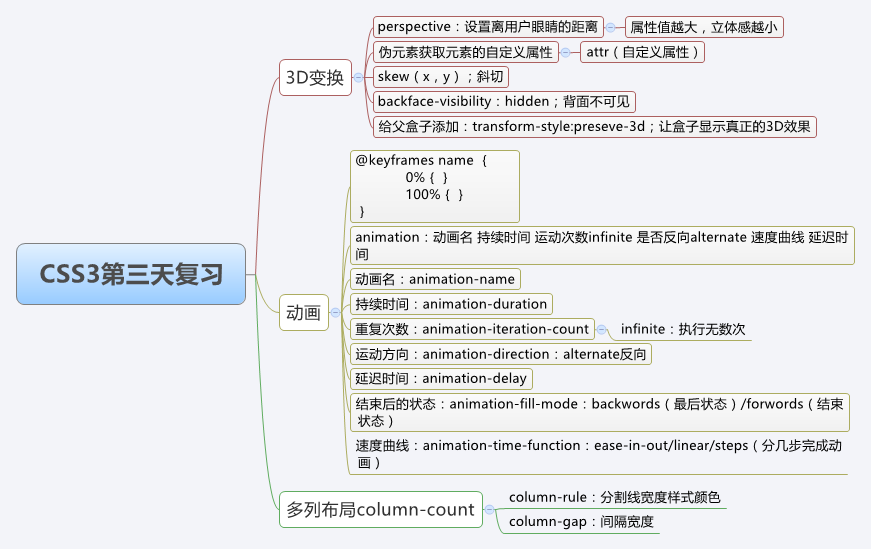 CSS3第三天复习
3D变换
perspective：设置离用户眼睛的距离
属性值越大，立体感越小
伪元素获取元素的自定义属性
attr（自定义属性）
skew（x，y）；斜切
backface-visibility：hidden；背面不可见
给父盒子添加：transform-style:preseve-3d；让盒子显示真正的3D效果
动画
@keyframes name ｛
0%｛ ｝
100%｛ ｝
｝
animation：动画名 持续时间 运动次数infinite 是否反向alternate 速度曲线 延迟时
间
动画名：animation-name
持续时间：animation-duration
重复次数：animation-iteration-count
infinite：执行无数次
运动方向：animation-direction：alternate反向
延迟时间：animation-delay
结束后的状态：animation-fill-mode：backwords（最后状态）/forwords（结束
状态）
速度曲线：animation-time-function：ease-in-out/linear/steps（分几步完成动
画）
多列布局column-count
column-rule：分割线宽度样式颜色
column-gap：间隔宽度